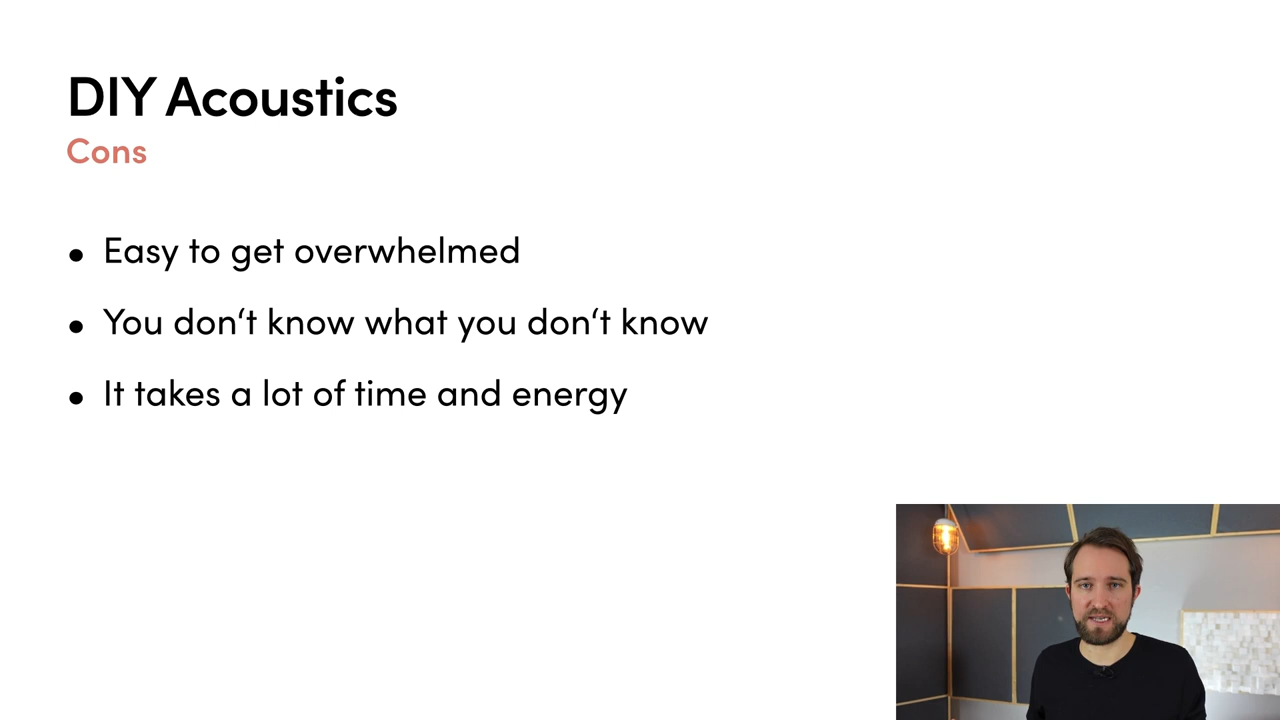 DIY Acoustics
Cons
• Easy to get overwhelmed
• You don‘t know what you don‘t know
• It takes a lot of time and energy